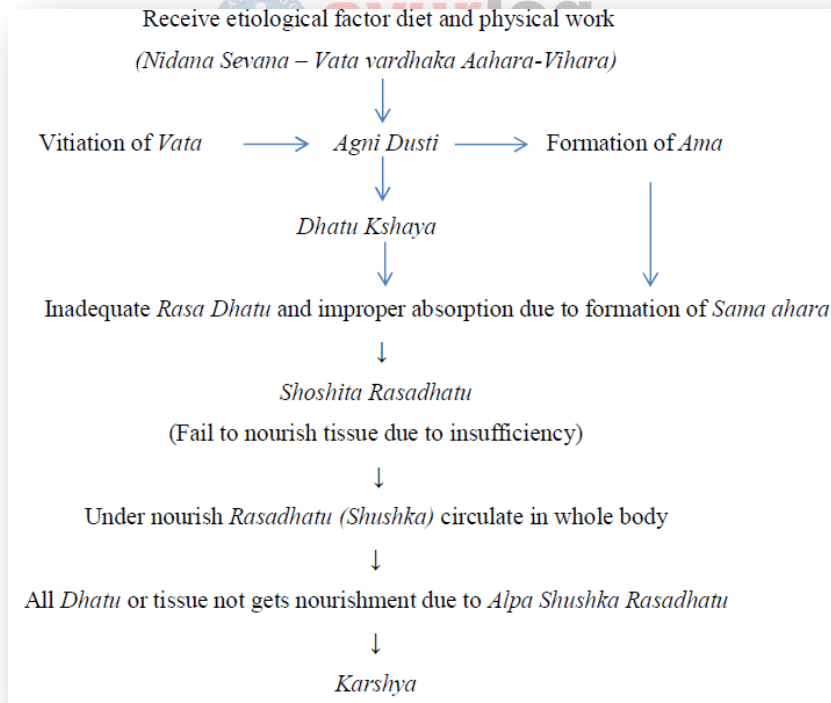 Receive etiological factor diet and physical work
(Nidana Sevana – Vata vardhaka Aahara-Vihara)
Vitiation of Vata → Agni Dusti → Formation of Ama
Dhatu Kshaya
Inadequate Rasa Dhatu and improper absorption due to formation of Sama ahara
↓
Shoshita Rasadhatu
(Fail to nourish tissue due to insufficiency)
↓
Under nourish Rasadhatu (Shushka) circulate in whole body
↓
All Dhatu or tissue not gets nourishment due to Alpa Shushka Rasadhatu
↓
Karshya